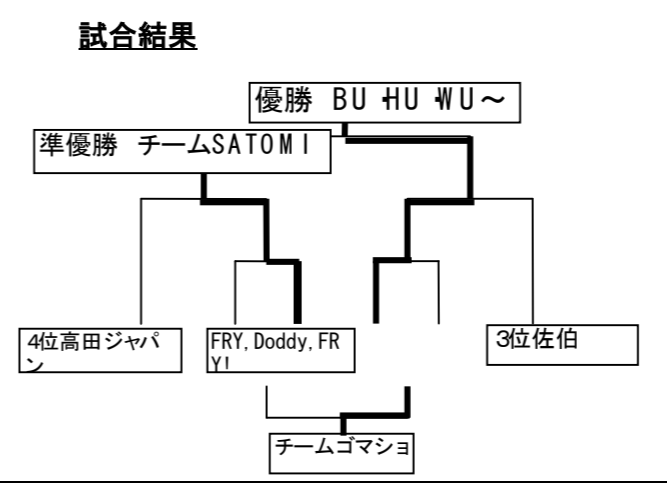 試合結果
優勝 BU・HU・WU～
準優勝 チームSATOMI
4位高田ジャパ
ン
FRY,Doddy,FR
Y!
3位佐伯
チームゴマショ